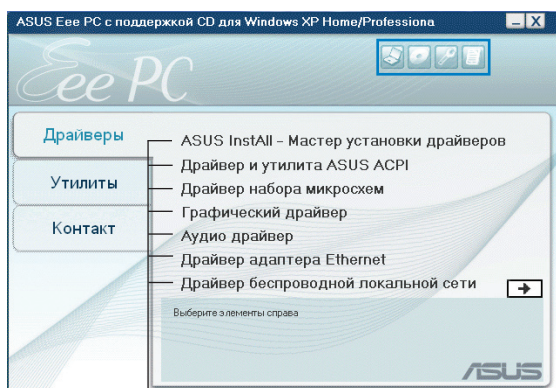 ASUS Eee PC с поддержкой CD для Windows XP Home/Professiona
Eee PC
Драйверы
Утилиты
Контакт
ASUS InstAll - Мастер установки драйверов
Драйвер и утилита ASUS ACPI
Драйвер набора микросхем
Графический драйвер
Аудио драйвер
Драйвер адаптера Ethernet
Драйвер беспроводной локальной сети
Выберите элементы справа
ASUS